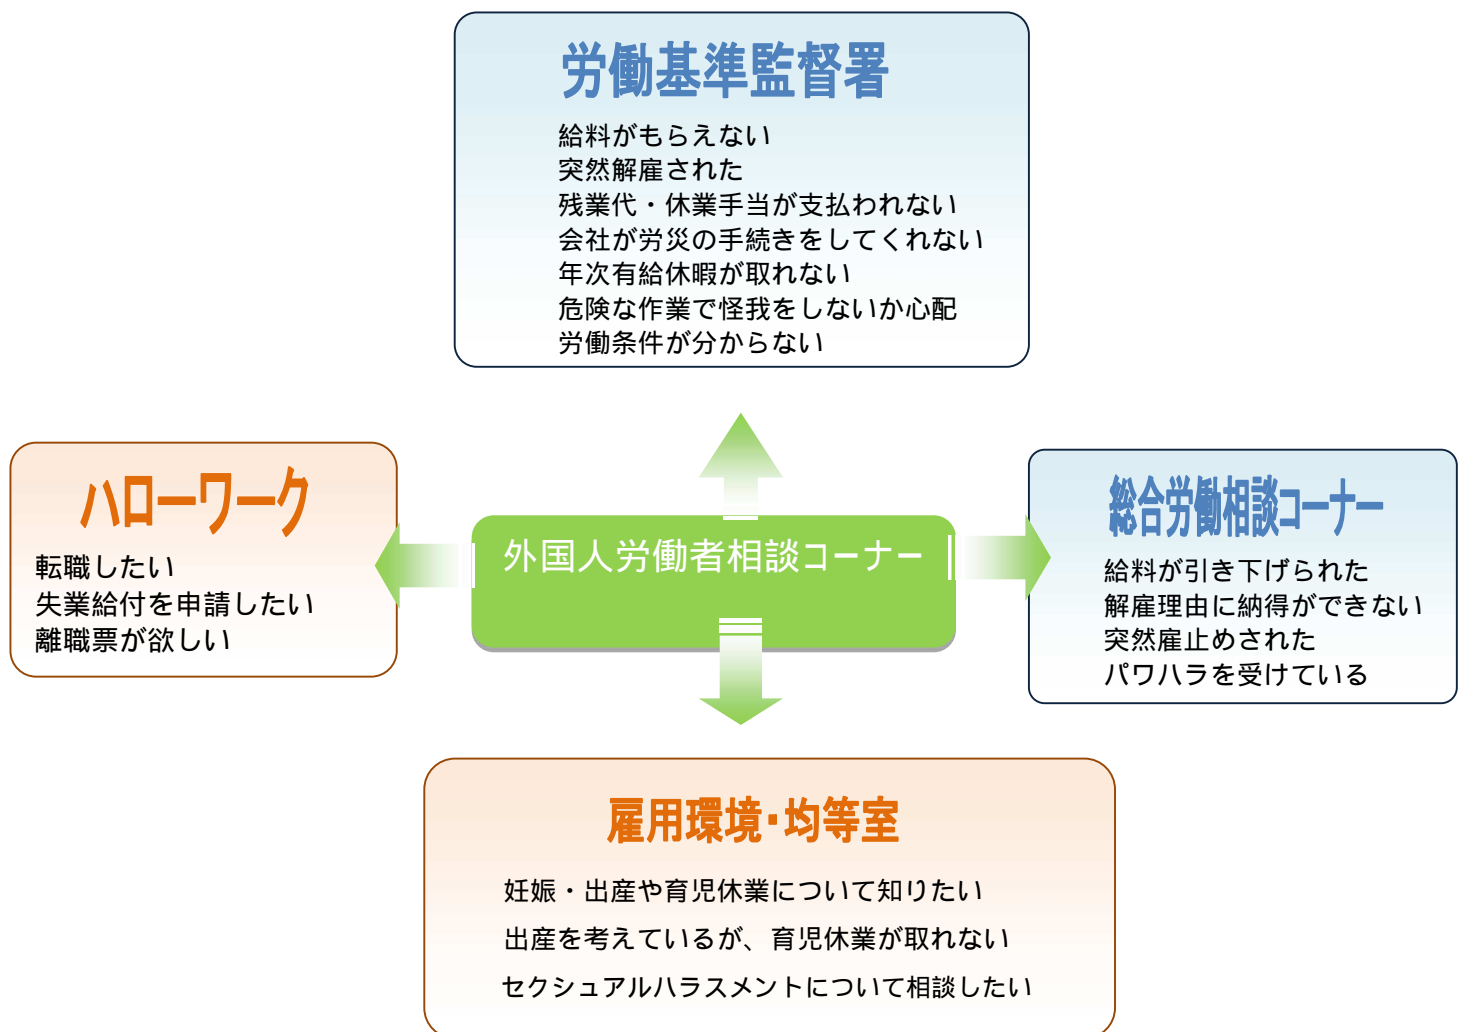 労働基準監督署
給料がもらえない
突然解雇された
残業代・休業手当が支払われない
会社が労災の手続きをしてくれない
年次有給休暇が取れない
危険な作業で怪我をしないか心配
労働条件が分からない
ハローワーク
転職したい
失業給付を申請したい
離職票が欲しい
外国人労働者相談コーナー
総合労働相談コーナー
給料が引き下げられた
解雇理由に納得ができない
突然雇止めされた
パワハラを受けている
雇用環境・均等室
妊娠・出産や育児休業について知りたい
出産を考えているが、育児休業が取れない
セクシュアルハラスメントについて相談したい